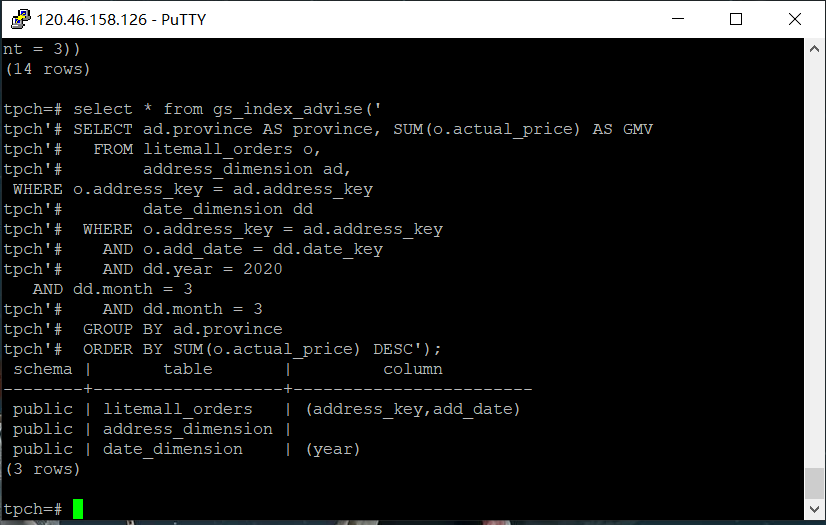 120.46.158.126 - PuTTY
nt = 3))
(14 rows)
tpch=# select * from gs_index_advise('
tpch'# SELECT ad.province AS province, SUM(o.actual_price) AS GMV
tpch'#   FROM litemall_orders o,
tpch'#        address_dimension ad,
 WHERE o.address_key = ad.address_key
tpch'#        date_dimension dd
tpch'#  WHERE o.address_key = ad.address_key
tpch'#    AND o.add_date = dd.date_key
tpch'#    AND dd.year = 2020
   AND dd.month = 3
tpch'#    AND dd.month = 3
tpch'#  GROUP BY ad.province
tpch'#  ORDER BY SUM(o.actual_price) DESC');
 schema |       table       |         column
--------+-------------------+------------------------
 public | litemall_orders   | (address_key,add_date)
 public | address_dimension |
 public | date_dimension    | (year)
(3 rows)
tpch=#